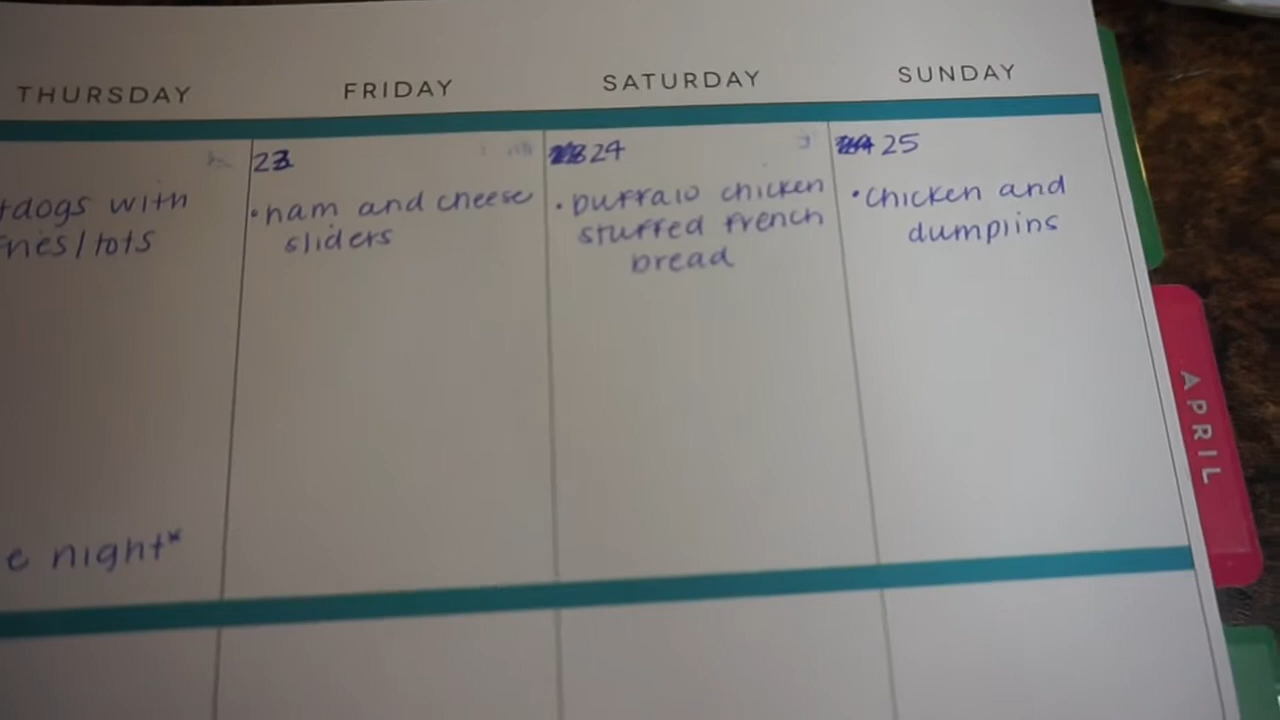 THURSDAY FRIDAY SATURDAY SUNDAY
23 24 25
tdogs with
fries/tots
•ham and cheese
sliders
•buffalo chicken
stuffed french
bread
•chicken and
dumplins
e night*
APRIL